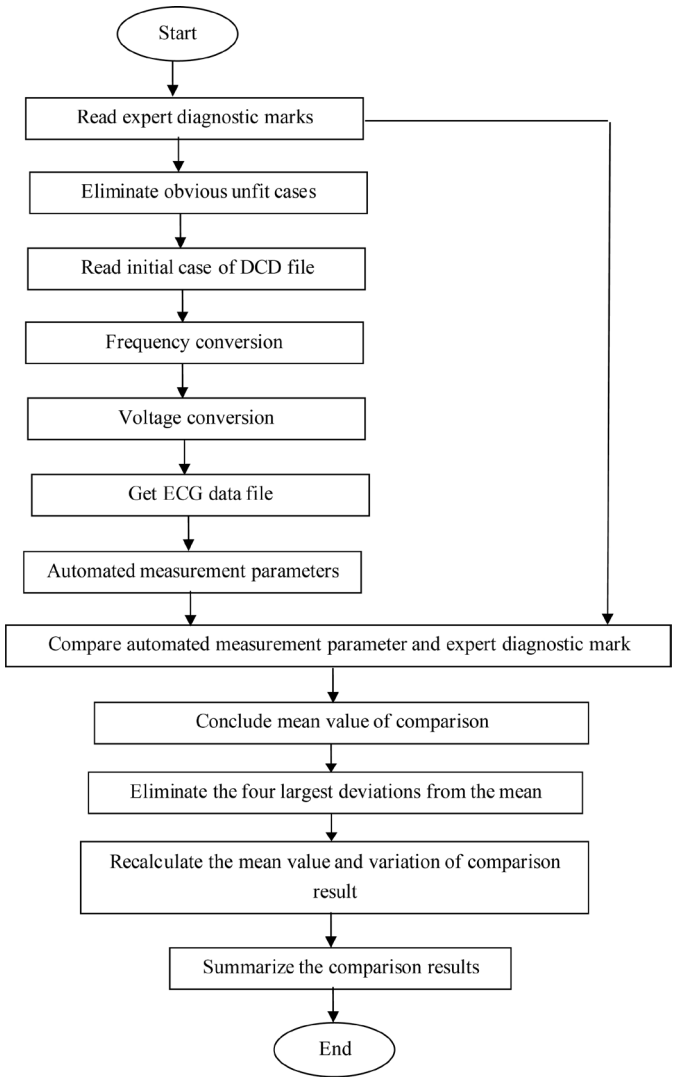 Start
Read expert diagnostic marks
Eliminate obvious unfit cases
Read initial case of DCD file
Frequency conversion
Voltage conversion
Get ECG data file
Automated measurement parameters
Compare automated measurement parameter and expert diagnostic mark
Conclude mean value of comparison
Eliminate the four largest deviations from the mean
Recalculate the mean value and variation of comparison
result
Summarize the comparison results
End